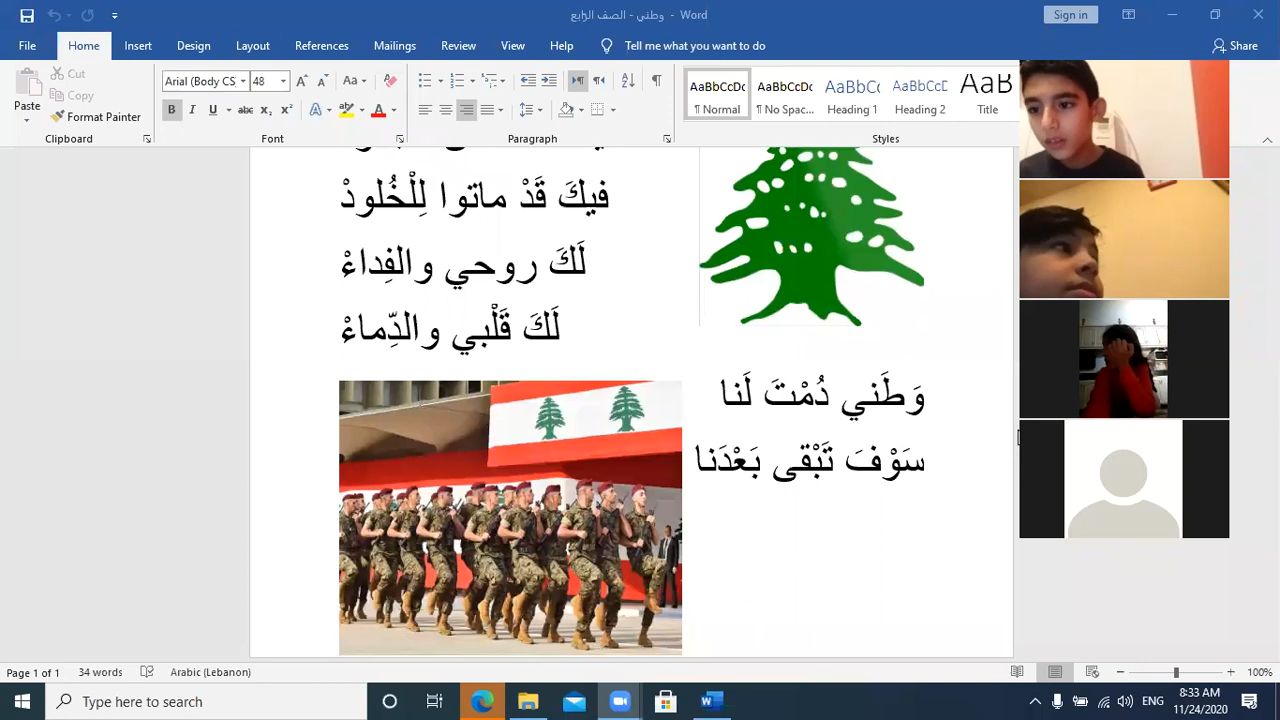 وطني - الصف الرابع - Word
Sign in
File Home Insert Design Layout References Mailings Review View Help Tell me what you want to do Share
Paste
Cut
Copy
Format Painter
Clipboard
Arial (Body CS) 48
Font
Paragraph
AaBbCcDc AaBbCcDc AaBbC AaBbCcD AaB
¶ Normal ¶ No Spac... Heading 1 Heading 2 Title
Styles
فيكَ قَدْ ماتوا لِلْخُلودْ
لَكَ روحي والفِداءْ
لَكَ قَلْبي والدِّماءْ
وَطَني دُمْتَ لَنا
سَوْفَ تَبْقى بَعْدَنا
Page 1 of 1 34 words Arabic (Lebanon) 100%
Type here to search
ENG
8:33 AM
11/24/2020